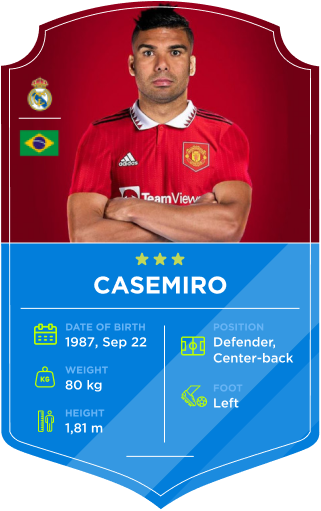 adidas
TeamViewer
CASEMIRO
DATE OF BIRTH
1987, Sep 22
WEIGHT
80 kg
KG
HEIGHT
1,81 m
POSITION
Defender,
Center-back
FOOT
Left